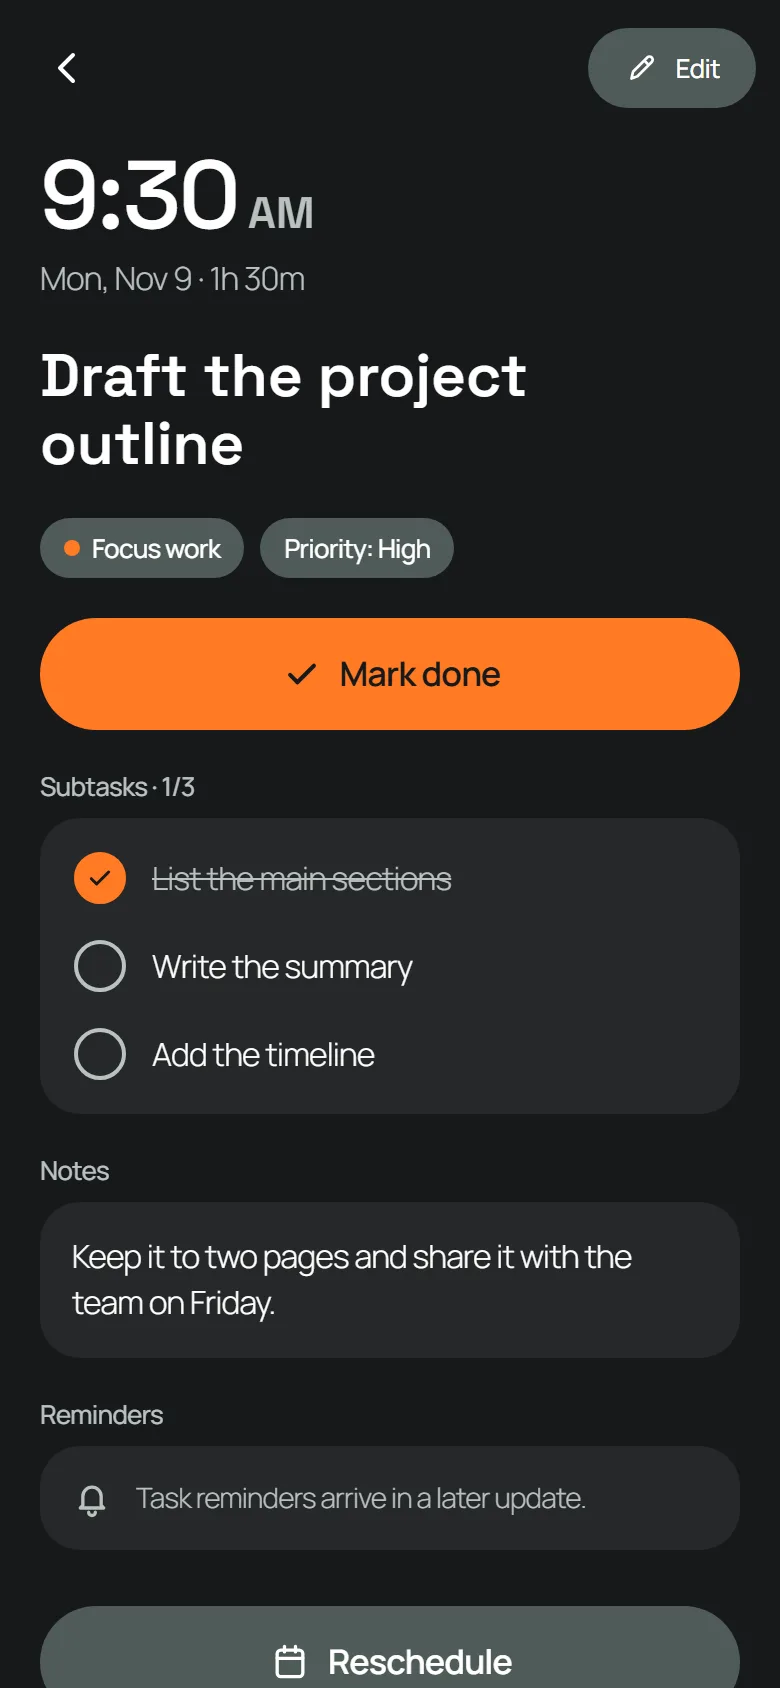 Edit
9:30 AM
Mon, Nov 9 · 1h 30m
Draft the project
outline
Focus work
Priority: High
Mark done
Subtasks · 1/3
List the main sections
Write the summary
Add the timeline
Notes
Keep it to two pages and share it with the
team on Friday.
Reminders
Task reminders arrive in a later update.
Reschedule